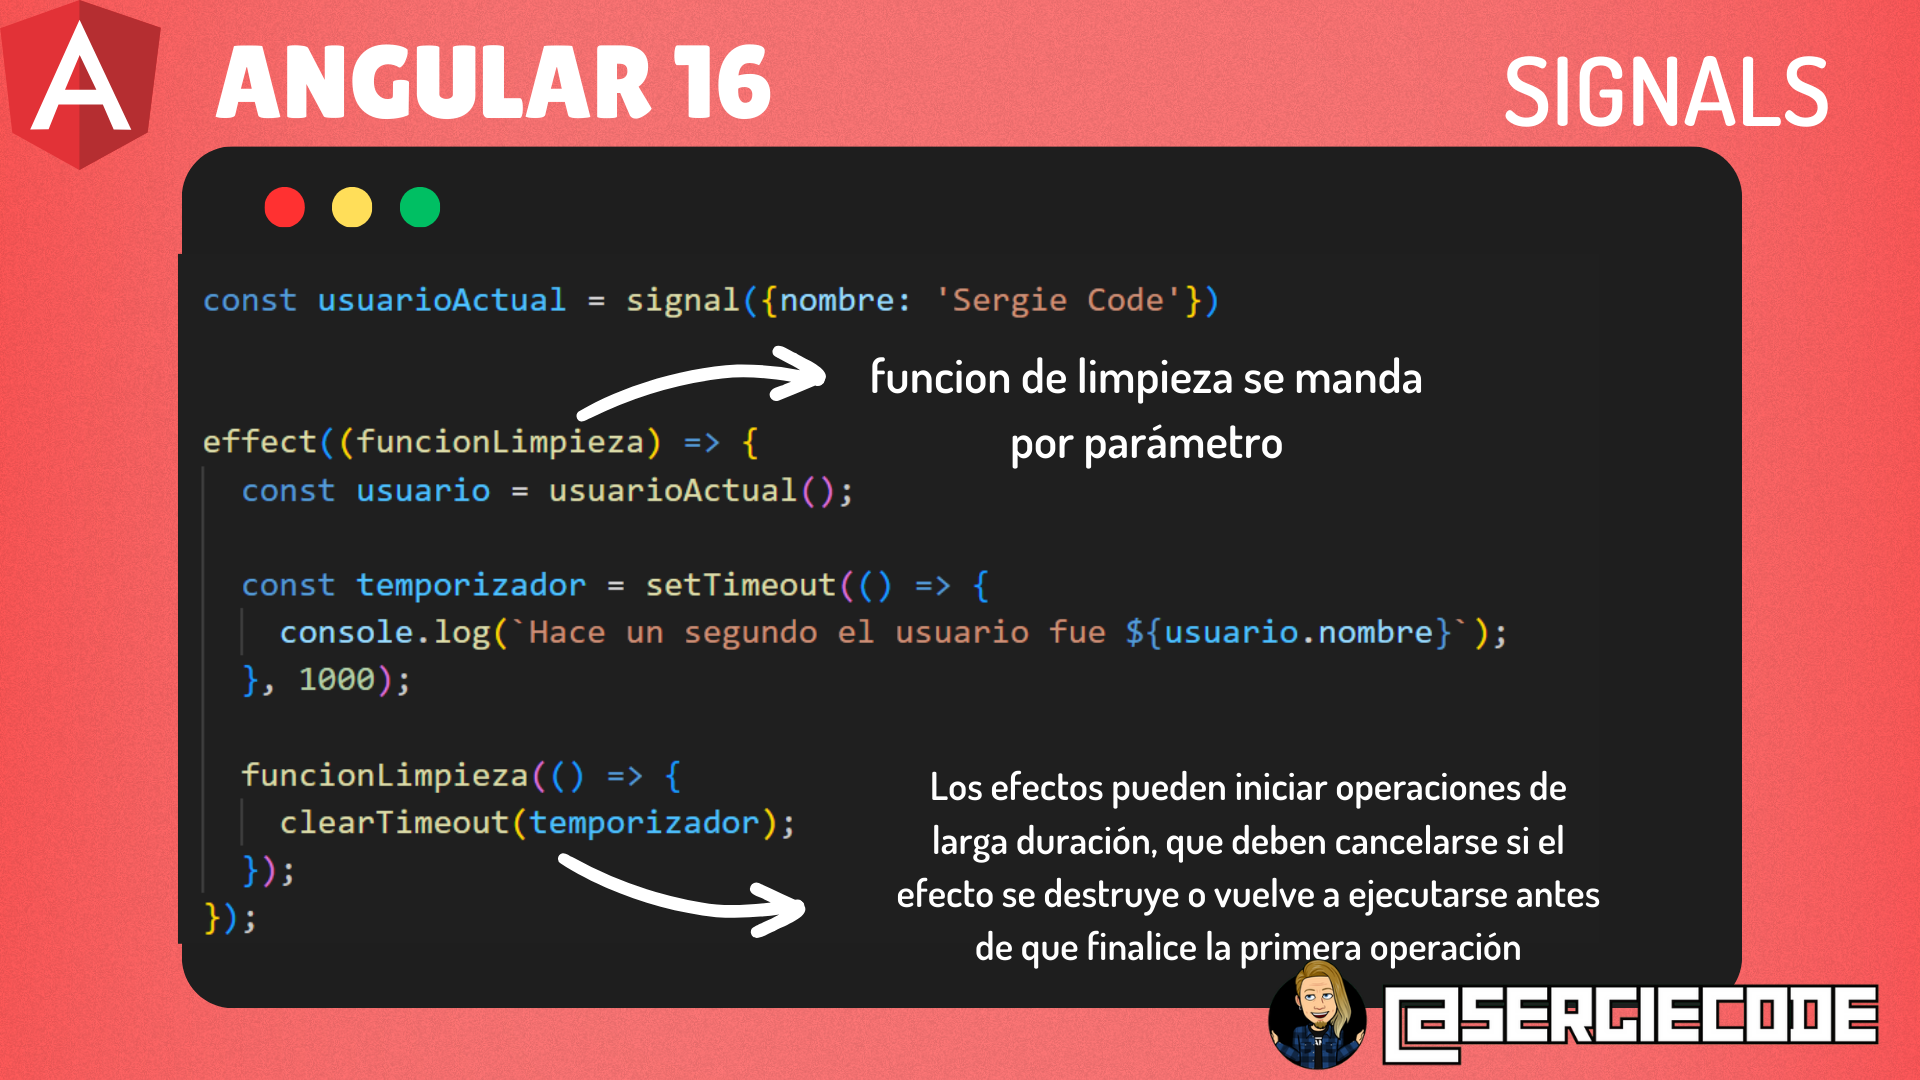 ANGULAR 16
SIGNALS
const usuarioActual = signal({nombre: 'Sergie Code'})
funcion de limpieza se manda
por parámetro
effect((funcionLimpieza) => {
const usuario = usuarioActual();
const temporizador = setTimeout(() => {
console.log(`Hace un segundo el usuario fue ${usuario.nombre}`);
}, 1000);
funcionLimpieza(() => {
clearTimeout(temporizador);
});
});
Los efectos pueden iniciar operaciones de
larga duración, que deben cancelarse si el
efecto se destruye o vuelve a ejecutarse antes
de que finalice la primera operación
@SERGIECODE